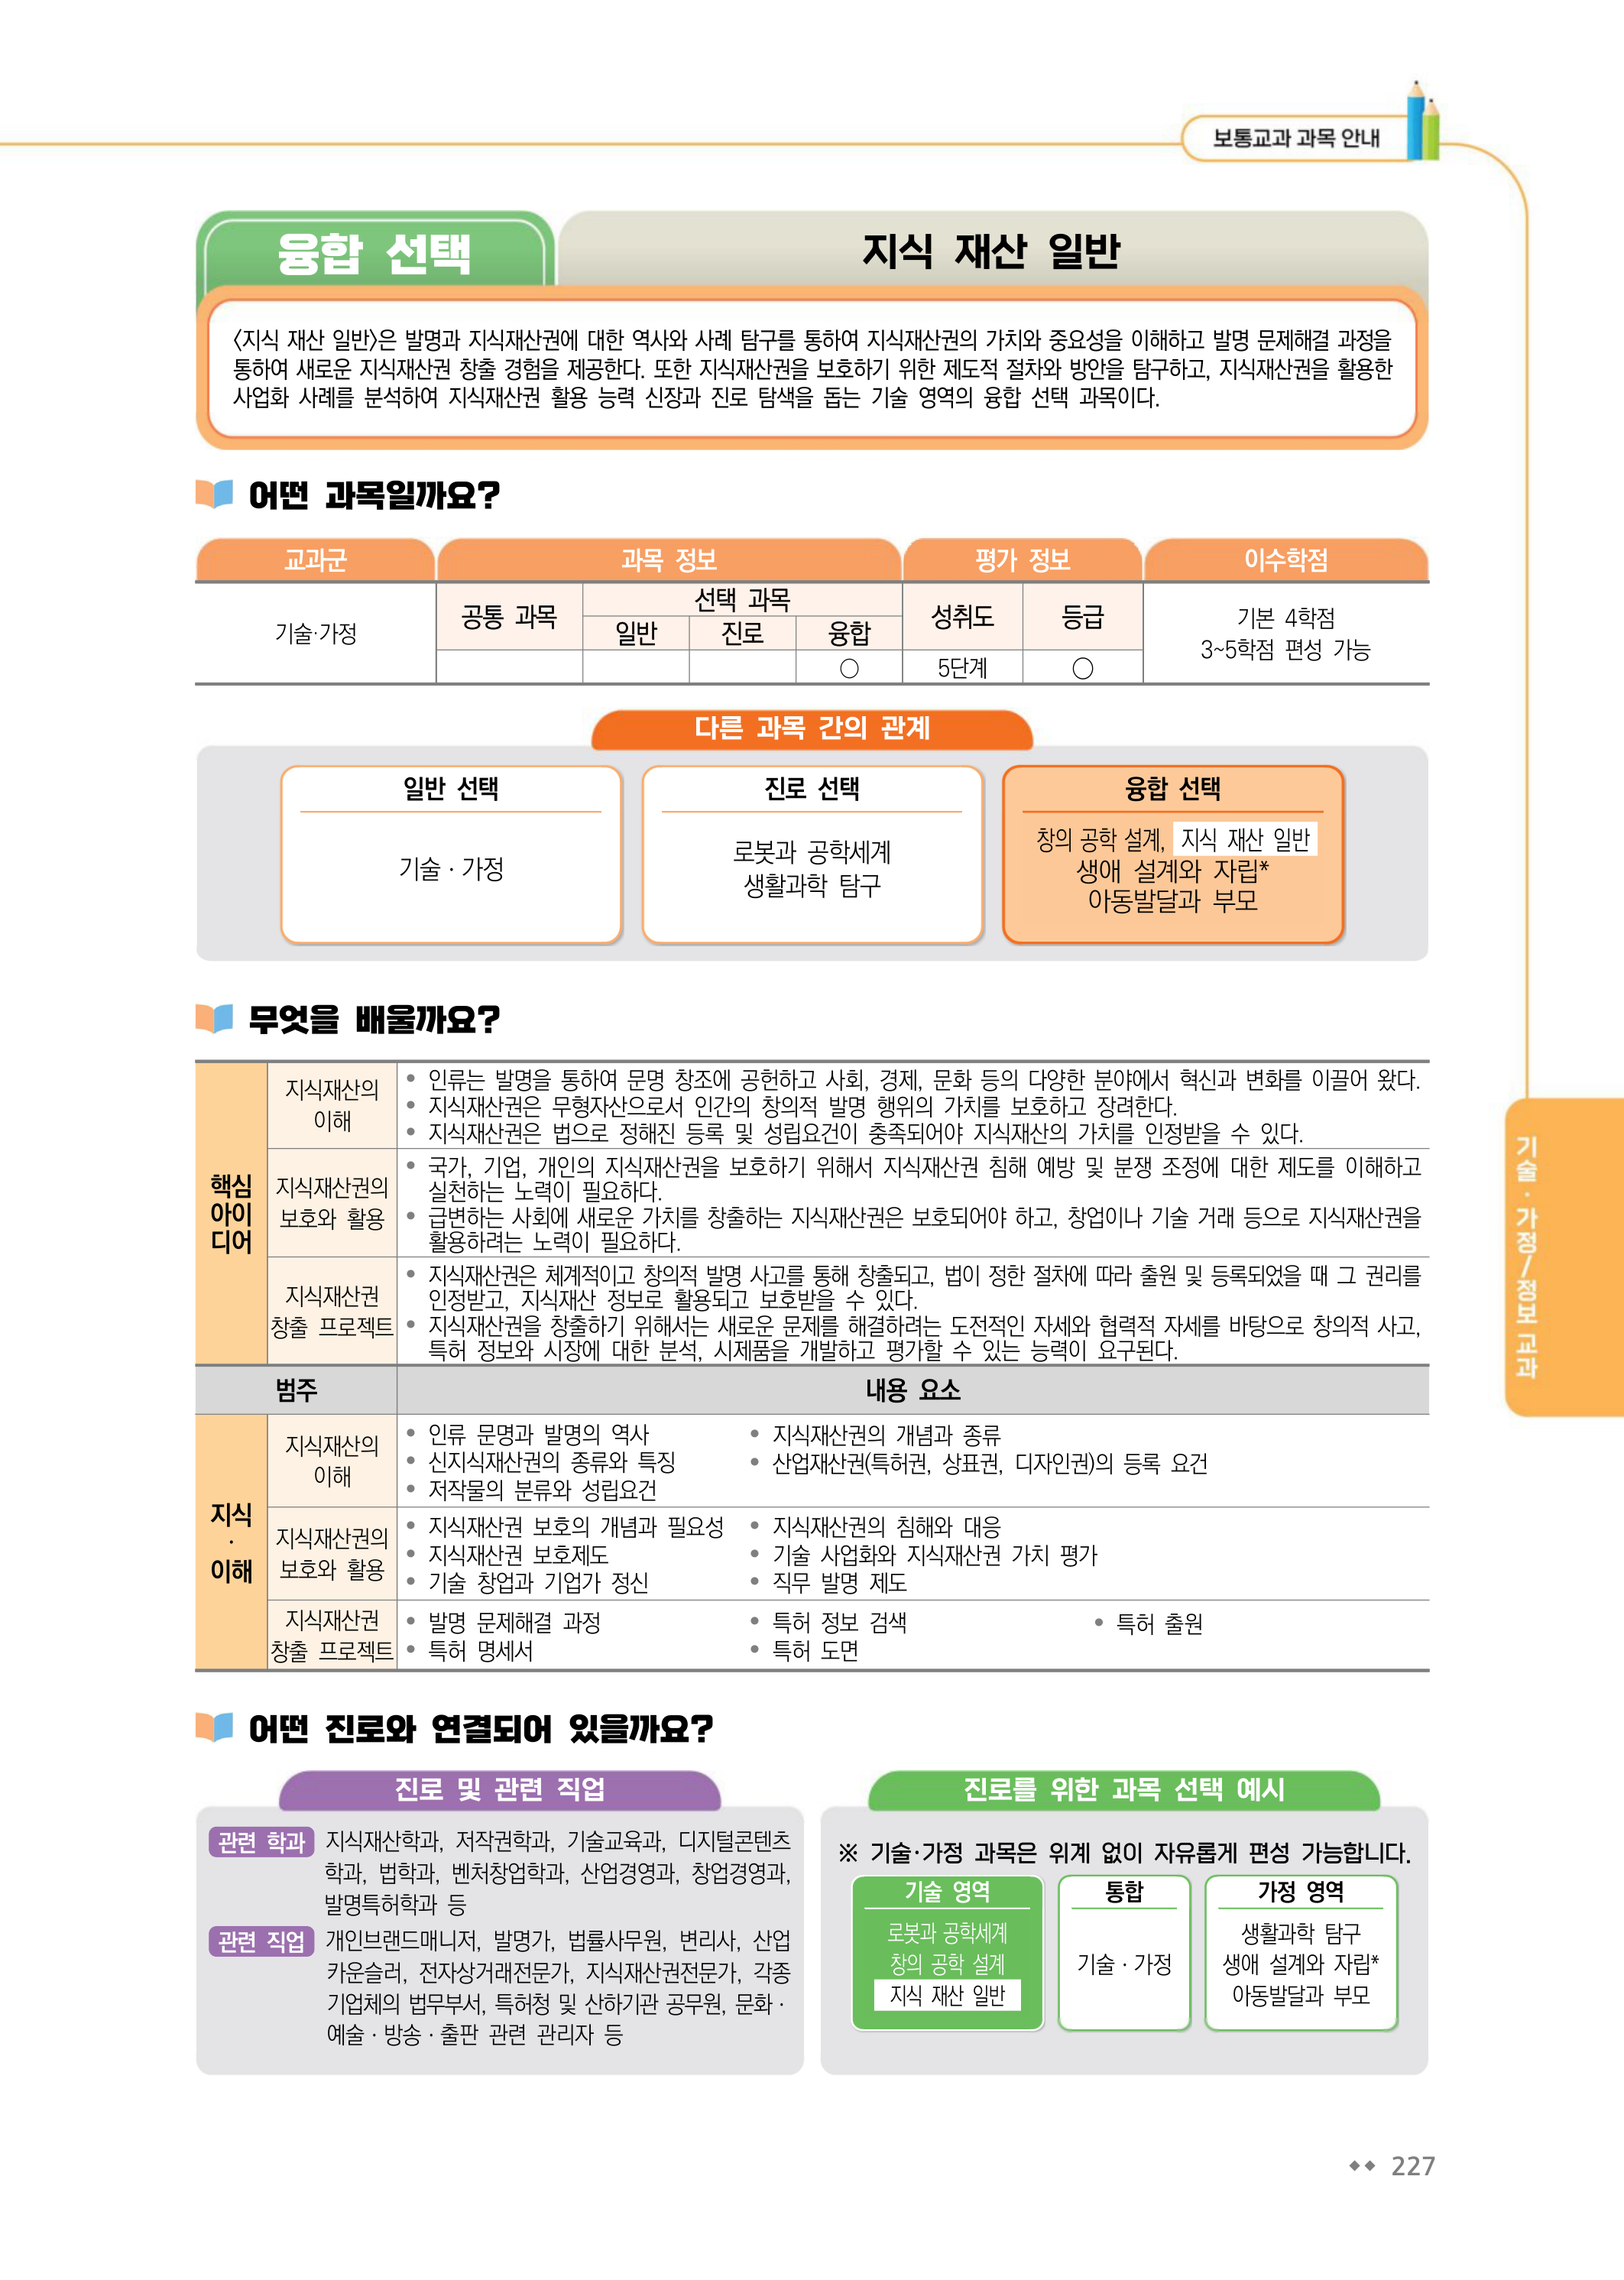 보통교과 과목 안내
융합 선택
지식 재산 일반
〈지식 재산 일반〉은 발명과 지식재산권에 대한 역사와 사례 탐구를 통하여 지식재산권의 가치와 중요성을 이해하고 발명 문제해결 과정을
통하여 새로운 지식재산권 창출 경험을 제공한다. 또한 지식재산권을 보호하기 위한 제도적 절차와 방안을 탐구하고, 지식재산권을 활용한
사업화 사례를 분석하여 지식재산권 활용 능력 신장과 진로 탐색을 돕는 기술 영역의 융합 선택 과목이다.
어떤 과목일까요?
교과군 과목 정보 평가 정보 이수학점
기술·가정
공통 과목
선택 과목
일반 진로 융합
○
성취도 등급
5단계 ○
기본 4학점
3~5학점 편성 가능
다른 과목 간의 관계
일반 선택
기술 · 가정
진로 선택
로봇과 공학세계
생활과학 탐구
융합 선택
창의 공학 설계, 지식 재산 일반
생애 설계와 자립*
아동발달과 부모
무엇을 배울까요?
핵심
아이
디어
지식재산의
이해
• 인류는 발명을 통하여 문명 창조에 공헌하고 사회, 경제, 문화 등의 다양한 분야에서 혁신과 변화를 이끌어 왔다.
• 지식재산권은 무형자산으로서 인간의 창의적 발명 행위의 가치를 보호하고 장려한다.
• 지식재산권은 법으로 정해진 등록 및 성립요건이 충족되어야 지식재산의 가치를 인정받을 수 있다.
지식재산권의
보호와 활용
• 국가, 기업, 개인의 지식재산권을 보호하기 위해서 지식재산권 침해 예방 및 분쟁 조정에 대한 제도를 이해하고
실천하는 노력이 필요하다.
• 급변하는 사회에 새로운 가치를 창출하는 지식재산권은 보호되어야 하고, 창업이나 기술 거래 등으로 지식재산권을
활용하려는 노력이 필요하다.
지식재산권
창출 프로젝트
• 지식재산권은 체계적이고 창의적 발명 사고를 통해 창출되고, 법이 정한 절차에 따라 출원 및 등록되었을 때 그 권리를
인정받고, 지식재산 정보로 활용되고 보호받을 수 있다.
• 지식재산권을 창출하기 위해서는 새로운 문제를 해결하려는 도전적인 자세와 협력적 자세를 바탕으로 창의적 사고,
특허 정보와 시장에 대한 분석, 시제품을 개발하고 평가할 수 있는 능력이 요구된다.
범주 내용 요소
지식
·
이해
지식재산의
이해
• 인류 문명과 발명의 역사 • 지식재산권의 개념과 종류
• 신지식재산권의 종류와 특징 • 산업재산권(특허권, 상표권, 디자인권)의 등록 요건
• 저작물의 분류와 성립요건
지식재산권의
보호와 활용
• 지식재산권 보호의 개념과 필요성 • 지식재산권의 침해와 대응
• 지식재산권 보호제도 • 기술 사업화와 지식재산권 가치 평가
• 기술 창업과 기업가 정신 • 직무 발명 제도
지식재산권
창출 프로젝트
• 발명 문제해결 과정 • 특허 정보 검색 • 특허 출원
• 특허 명세서 • 특허 도면
어떤 진로와 연결되어 있을까요?
진로 및 관련 직업
관련 학과 지식재산학과, 저작권학과, 기술교육과, 디지털콘텐츠
학과, 법학과, 벤처창업학과, 산업경영과, 창업경영과,
발명특허학과 등
관련 직업 개인브랜드매니저, 발명가, 법률사무원, 변리사, 산업
카운슬러, 전자상거래전문가, 지식재산권전문가, 각종
기업체의 법무부서, 특허청 및 산하기관 공무원, 문화 ·
예술 · 방송 · 출판 관련 관리자 등
진로를 위한 과목 선택 예시
※ 기술·가정 과목은 위계 없이 자유롭게 편성 가능합니다.
기술 영역
로봇과 공학세계
창의 공학 설계
지식 재산 일반
통합
기술 · 가정
가정 영역
생활과학 탐구
생애 설계와 자립*
아동발달과 부모
기술 · 가정/정보 교과
◆◆ 227